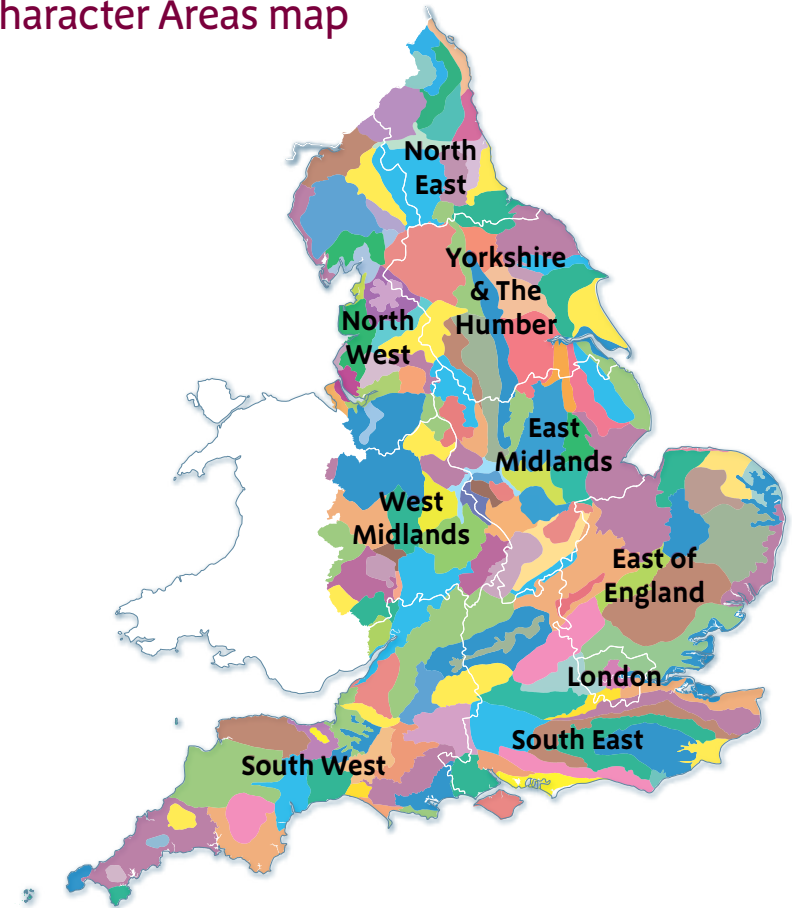 haracter Areas map
North
East
Yorkshire
& The
Humber
North
West
East
Midlands
West
Midlands
East of
England
London
South East
South West